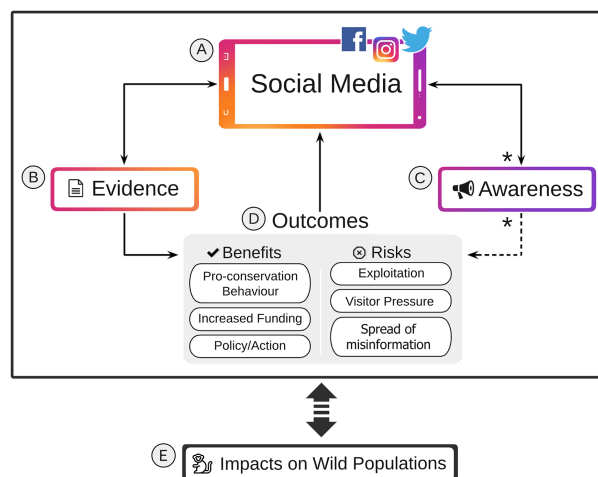 A
Social Media
B
Evidence
C
Awareness
*
*
D
Outcomes
Benefits
Risks
Pro-conservation
Behaviour
Increased Funding
Policy/Action
Exploitation
Visitor Pressure
Spread of
misinformation
E
Impacts on Wild Populations